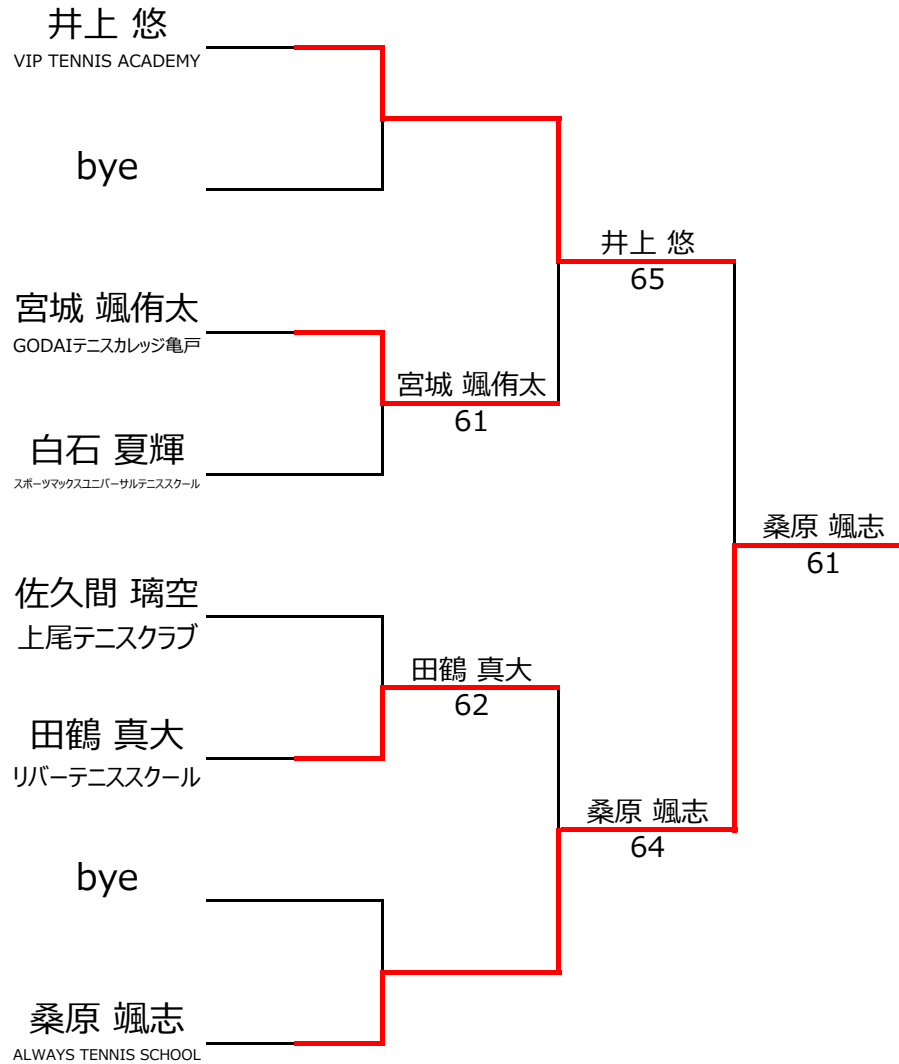 井上 悠
VIP TENNIS ACADEMY
bye
井上 悠
65
宮城 颯侑太
GODAIテニスカレッジ亀戸
宮城 颯侑太
61
白石 夏輝
スポーツマックスユニバーサルテニススクール
桑原 颯志
61
佐久間 璃空
上尾テニスクラブ
田鶴 真大
62
田鶴 真大
リバーテニススクール
桑原 颯志
64
bye
桑原 颯志
ALWAYS TENNIS SCHOOL